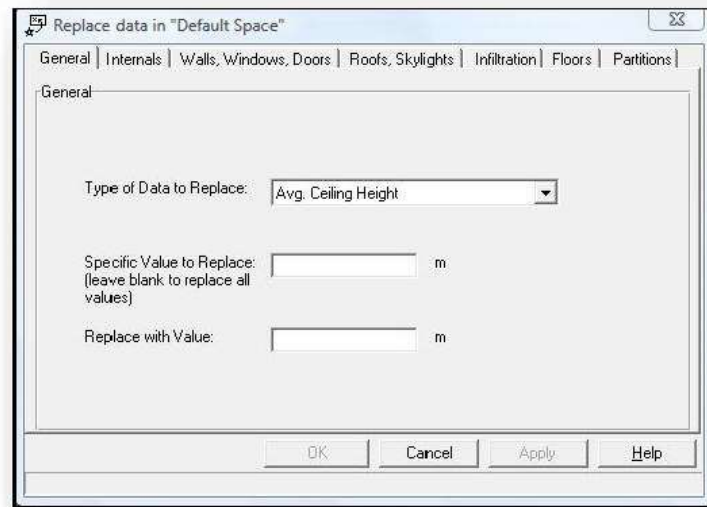 Replace data in "Default Space"
General Internals Walls, Windows, Doors Roofs, Skylights Infiltration Floors Partitions
General
Type of Data to Replace: Avg. Ceiling Height
Specific Value to Replace: m
(leave blank to replace all
values)
Replace with Value: m
OK Cancel Apply Help